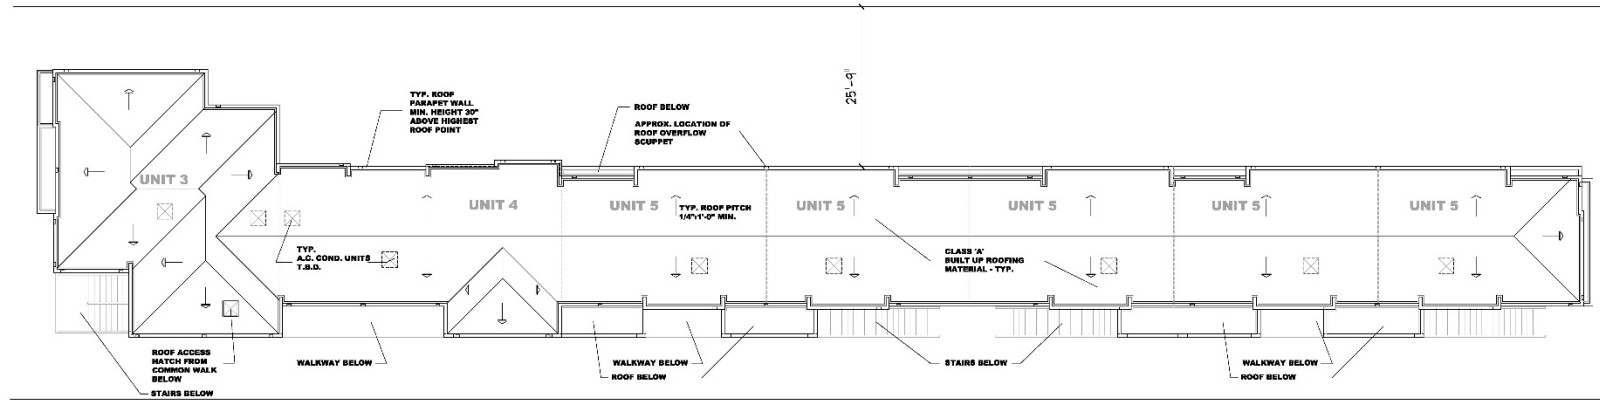 TYP. ROOF
PARAPET WALL
MIN. HEIGHT 30"
ABOVE HIGHEST
ROOF POINT
ROOF BELOW
APPROX. LOCATION OF
ROOF OVERFLOW
SCUPPET
25'-9"
UNIT 3
UNIT 4
UNIT 5
UNIT 5
UNIT 5
UNIT 5
UNIT 5
TYP. ROOF PITCH
1/4":1'-0" MIN.
TYP.
A.C. COND. UNITS
T.B.D.
CLASS 'A'
BUILT UP ROOFING
MATERIAL - TYP.
ROOF ACCESS
HATCH FROM
COMMON WALK
BELOW
STAIRS BELOW
WALKWAY BELOW
WALKWAY BELOW
ROOF BELOW
STAIRS BELOW
WALKWAY BELOW
ROOF BELOW